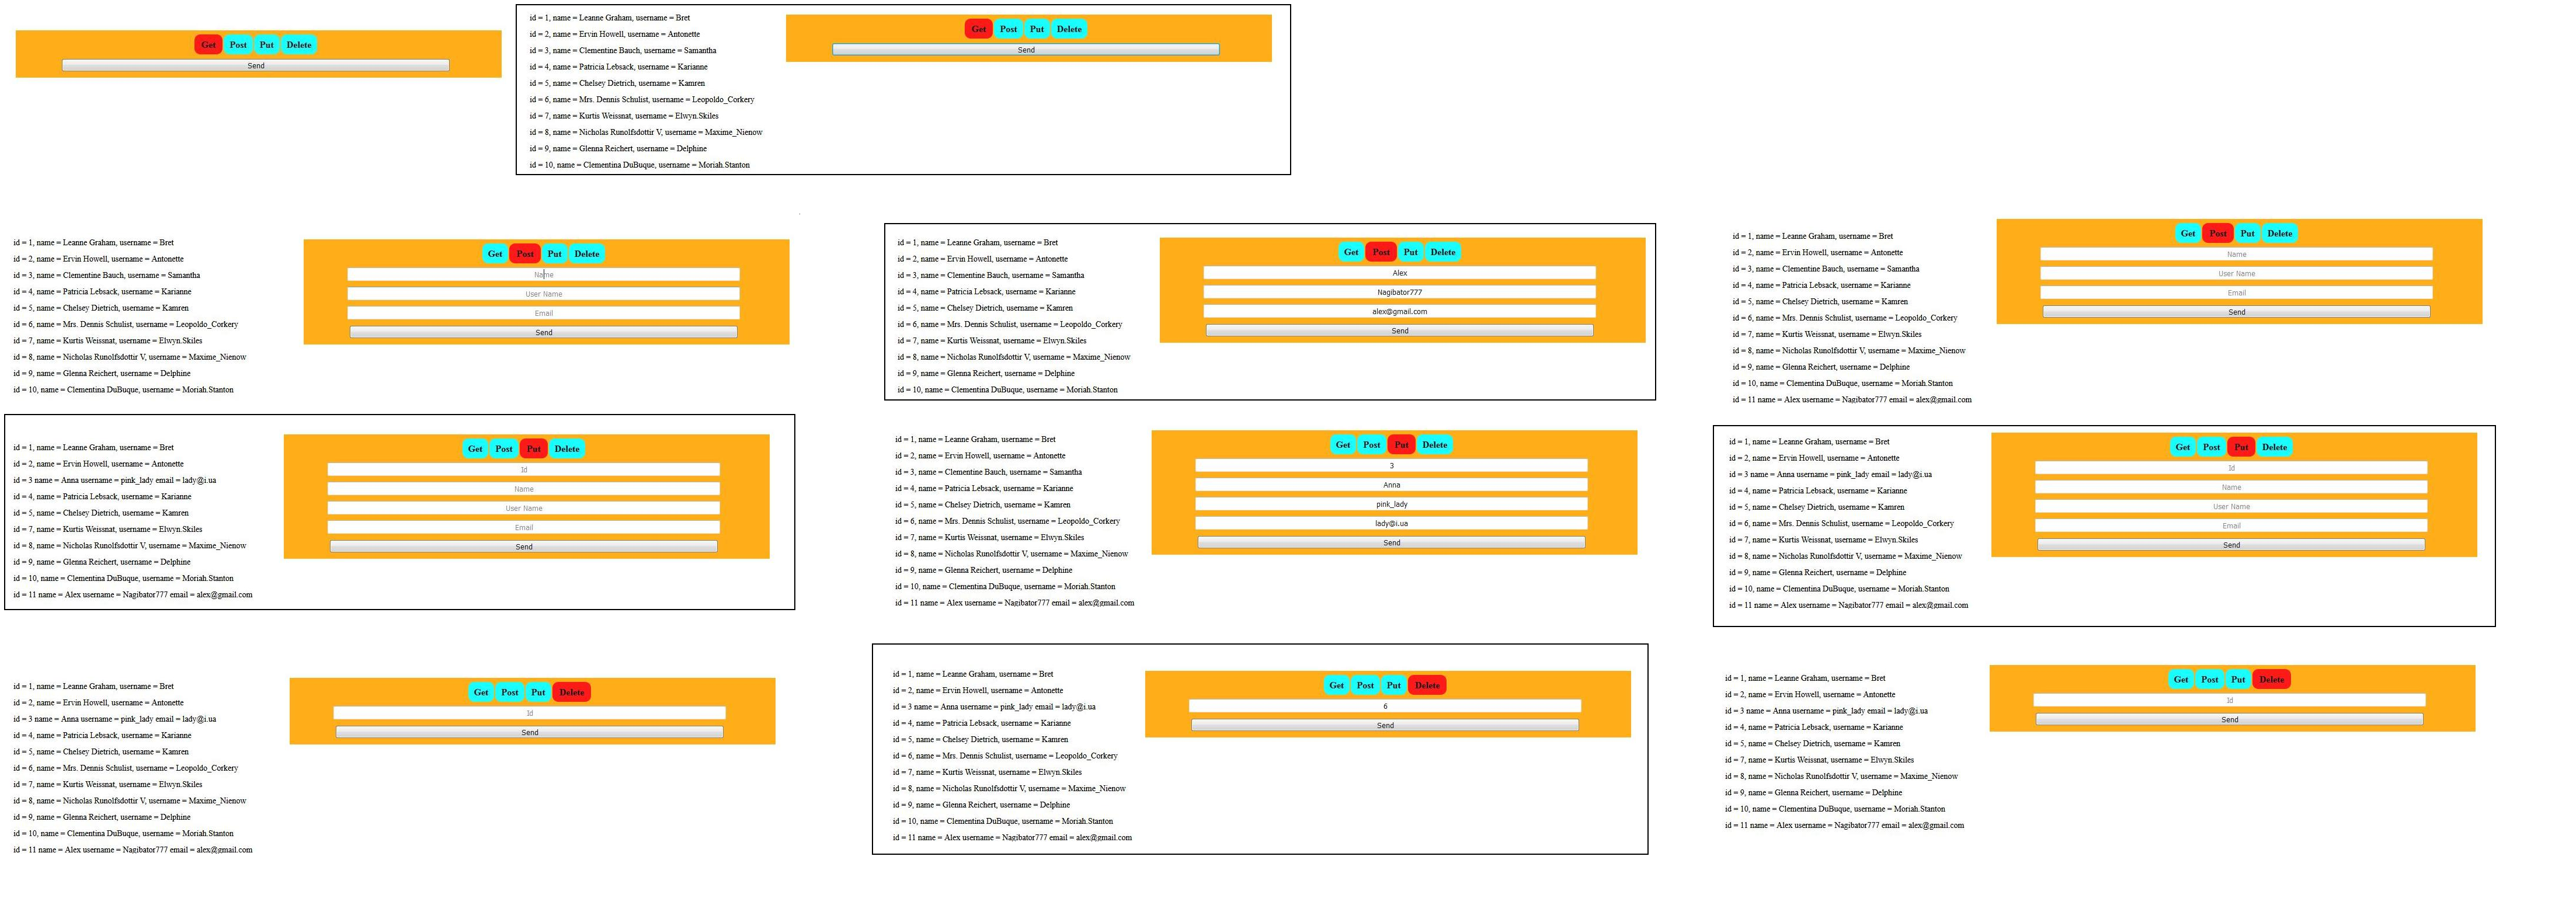 Get Post Put Delete
Send
id = 1, name = Leanne Graham, username = Bret
id = 2, name = Ervin Howell, username = Antonette
id = 3, name = Clementine Bauch, username = Samantha
id = 4, name = Patricia Lebsack, username = Karianne
id = 5, name = Chelsey Dietrich, username = Kamren
id = 6, name = Mrs. Dennis Schulist, username = Leopoldo_Corkery
id = 7, name = Kurtis Weissnat, username = Elwyn.Skiles
id = 8, name = Nicholas Runolfsdottir V, username = Maxime_Nienow
id = 9, name = Glenna Reichert, username = Delphine
id = 10, name = Clementina DuBuque, username = Moriah.Stanton
Get Post Put Delete
Send
id = 1, name = Leanne Graham, username = Bret
id = 2, name = Ervin Howell, username = Antonette
id = 3, name = Clementine Bauch, username = Samantha
id = 4, name = Patricia Lebsack, username = Karianne
id = 5, name = Chelsey Dietrich, username = Kamren
id = 6, name = Mrs. Dennis Schulist, username = Leopoldo_Corkery
id = 7, name = Kurtis Weissnat, username = Elwyn.Skiles
id = 8, name = Nicholas Runolfsdottir V, username = Maxime_Nienow
id = 9, name = Glenna Reichert, username = Delphine
id = 10, name = Clementina DuBuque, username = Moriah.Stanton
Get Post Put Delete
Name
User Name
Email
Send
id = 1, name = Leanne Graham, username = Bret
id = 2, name = Ervin Howell, username = Antonette
id = 3, name = Clementine Bauch, username = Samantha
id = 4, name = Patricia Lebsack, username = Karianne
id = 5, name = Chelsey Dietrich, username = Kamren
id = 6, name = Mrs. Dennis Schulist, username = Leopoldo_Corkery
id = 7, name = Kurtis Weissnat, username = Elwyn.Skiles
id = 8, name = Nicholas Runolfsdottir V, username = Maxime_Nienow
id = 9, name = Glenna Reichert, username = Delphine
id = 10, name = Clementina DuBuque, username = Moriah.Stanton
Get Post Put Delete
Alex
Nagibator777
alex@gmail.com
Send
id = 1, name = Leanne Graham, username = Bret
id = 2, name = Ervin Howell, username = Antonette
id = 3, name = Clementine Bauch, username = Samantha
id = 4, name = Patricia Lebsack, username = Karianne
id = 5, name = Chelsey Dietrich, username = Kamren
id = 6, name = Mrs. Dennis Schulist, username = Leopoldo_Corkery
id = 7, name = Kurtis Weissnat, username = Elwyn.Skiles
id = 8, name = Nicholas Runolfsdottir V, username = Maxime_Nienow
id = 9, name = Glenna Reichert, username = Delphine
id = 10, name = Clementina DuBuque, username = Moriah.Stanton
id = 11 name = Alex username = Nagibator777 email = alex@gmail.com
Get Post Put Delete
Name
User Name
Email
Send
id = 1, name = Leanne Graham, username = Bret
id = 2, name = Ervin Howell, username = Antonette
id = 3 name = Anna username = pink_lady email = lady@i.ua
id = 4, name = Patricia Lebsack, username = Karianne
id = 5, name = Chelsey Dietrich, username = Kamren
id = 7, name = Kurtis Weissnat, username = Elwyn.Skiles
id = 8, name = Nicholas Runolfsdottir V, username = Maxime_Nienow
id = 9, name = Glenna Reichert, username = Delphine
id = 10, name = Clementina DuBuque, username = Moriah.Stanton
id = 11 name = Alex username = Nagibator777 email = alex@gmail.com
Get Post Put Delete
Id
Name
User Name
Email
Send
id = 1, name = Leanne Graham, username = Bret
id = 2, name = Ervin Howell, username = Antonette
id = 3, name = Clementine Bauch, username = Samantha
id = 4, name = Patricia Lebsack, username = Karianne
id = 5, name = Chelsey Dietrich, username = Kamren
id = 6, name = Mrs. Dennis Schulist, username = Leopoldo_Corkery
id = 7, name = Kurtis Weissnat, username = Elwyn.Skiles
id = 8, name = Nicholas Runolfsdottir V, username = Maxime_Nienow
id = 9, name = Glenna Reichert, username = Delphine
id = 10, name = Clementina DuBuque, username = Moriah.Stanton
id = 11 name = Alex username = Nagibator777 email = alex@gmail.com
Get Post Put Delete
3
Anna
pink_lady
lady@i.ua
Send
id = 1, name = Leanne Graham, username = Bret
id = 2, name = Ervin Howell, username = Antonette
id = 3 name = Anna username = pink_lady email = lady@i.ua
id = 4, name = Patricia Lebsack, username = Karianne
id = 5, name = Chelsey Dietrich, username = Kamren
id = 6, name = Mrs. Dennis Schulist, username = Leopoldo_Corkery
id = 7, name = Kurtis Weissnat, username = Elwyn.Skiles
id = 8, name = Nicholas Runolfsdottir V, username = Maxime_Nienow
id = 9, name = Glenna Reichert, username = Delphine
id = 10, name = Clementina DuBuque, username = Moriah.Stanton
id = 11 name = Alex username = Nagibator777 email = alex@gmail.com
Get Post Put Delete
Id
Name
User Name
Email
Send
id = 1, name = Leanne Graham, username = Bret
id = 2, name = Ervin Howell, username = Antonette
id = 3 name = Anna username = pink_lady email = lady@i.ua
id = 4, name = Patricia Lebsack, username = Karianne
id = 5, name = Chelsey Dietrich, username = Kamren
id = 6, name = Mrs. Dennis Schulist, username = Leopoldo_Corkery
id = 7, name = Kurtis Weissnat, username = Elwyn.Skiles
id = 8, name = Nicholas Runolfsdottir V, username = Maxime_Nienow
id = 9, name = Glenna Reichert, username = Delphine
id = 10, name = Clementina DuBuque, username = Moriah.Stanton
id = 11 name = Alex username = Nagibator777 email = alex@gmail.com
Get Post Put Delete
Id
Send
id = 1, name = Leanne Graham, username = Bret
id = 2, name = Ervin Howell, username = Antonette
id = 3 name = Anna username = pink_lady email = lady@i.ua
id = 4, name = Patricia Lebsack, username = Karianne
id = 5, name = Chelsey Dietrich, username = Kamren
id = 6, name = Mrs. Dennis Schulist, username = Leopoldo_Corkery
id = 7, name = Kurtis Weissnat, username = Elwyn.Skiles
id = 8, name = Nicholas Runolfsdottir V, username = Maxime_Nienow
id = 9, name = Glenna Reichert, username = Delphine
id = 10, name = Clementina DuBuque, username = Moriah.Stanton
id = 11 name = Alex username = Nagibator777 email = alex@gmail.com
Get Post Put Delete
6
Send
id = 1, name = Leanne Graham, username = Bret
id = 2, name = Ervin Howell, username = Antonette
id = 3 name = Anna username = pink_lady email = lady@i.ua
id = 4, name = Patricia Lebsack, username = Karianne
id = 5, name = Chelsey Dietrich, username = Kamren
id = 7, name = Kurtis Weissnat, username = Elwyn.Skiles
id = 8, name = Nicholas Runolfsdottir V, username = Maxime_Nienow
id = 9, name = Glenna Reichert, username = Delphine
id = 10, name = Clementina DuBuque, username = Moriah.Stanton
id = 11 name = Alex username = Nagibator777 email = alex@gmail.com
Get Post Put Delete
Id
Send